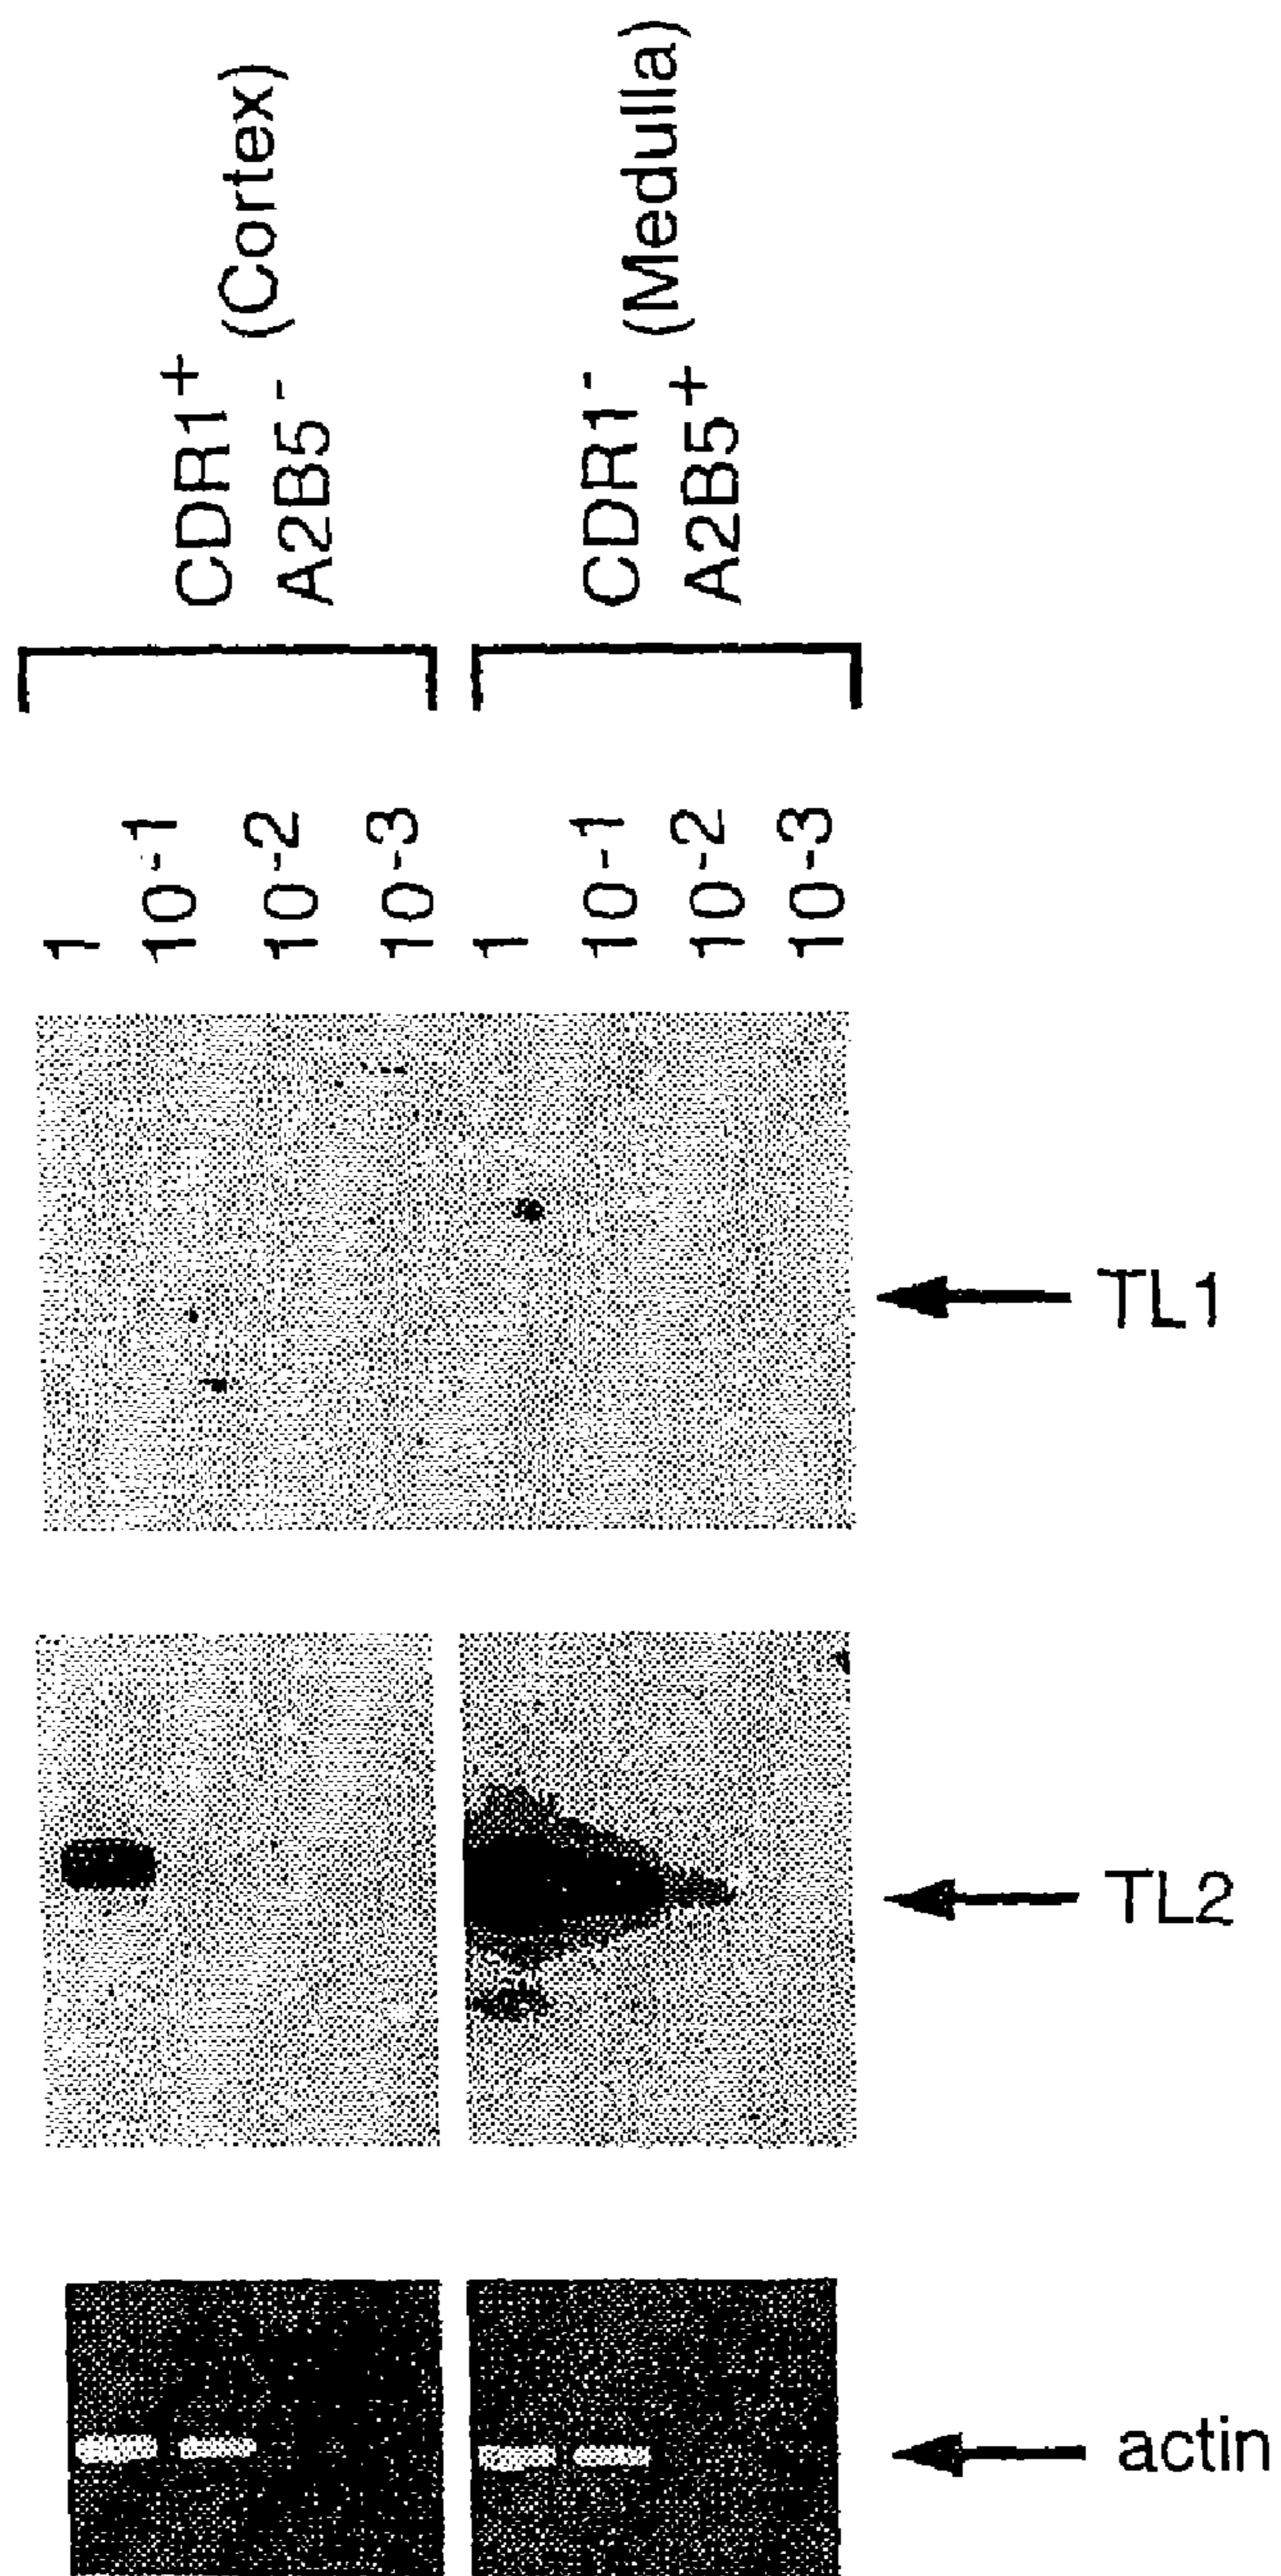 CDR1⁺
A2B5⁻ (Cortex)
CDR1⁻
A2B5⁺ (Medulla)
1
10⁻¹
10⁻²
10⁻³
1
10⁻¹
10⁻²
10⁻³
TL1
TL2
actin